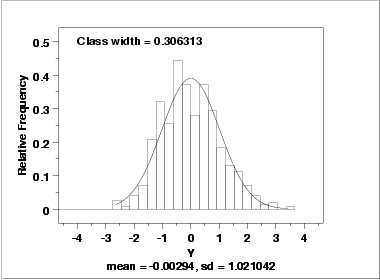 Class width = 0.306313
0.5
0.4
0.3
0.2
0.1
0
Relative Frequency
-4 -3 -2 -1 0 1 2 3 4
Y
mean = -0.00294, sd = 1.021042